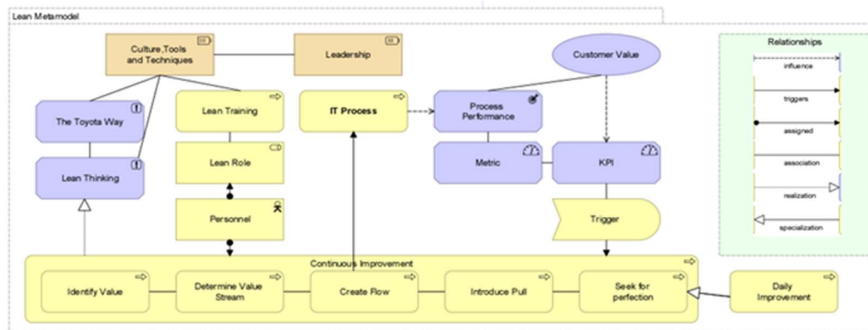 Lean Metamodel
Culture,Tools
and Techniques
Leadership
Customer Value
Relationships
influence
triggers
assigned
association
realization
specialization
The Toyota Way
Lean Training
IT Process
Process
Performance
Lean Thinking
Lean Role
Metric
KPI
Personnel
Trigger
Continuous Improvement
Identify Value
Determine Value
Stream
Create Flow
Introduce Pull
Seek for
perfection
Daily
Improvement